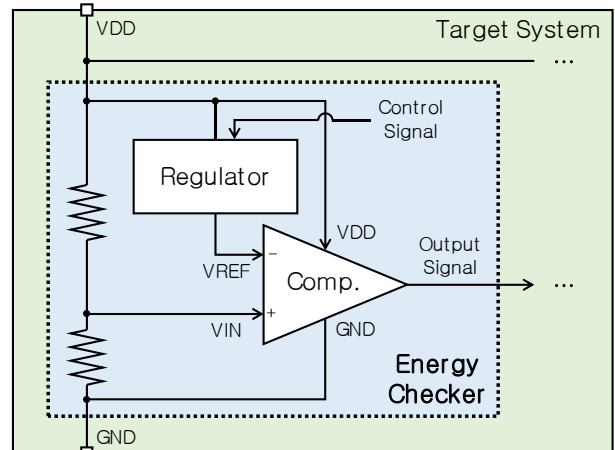 VDD
Target System
...
Control
Signal
Regulator
VDD
Output
Signal
VREF
−
Comp.
...
VIN
+
GND
Energy
Checker
GND